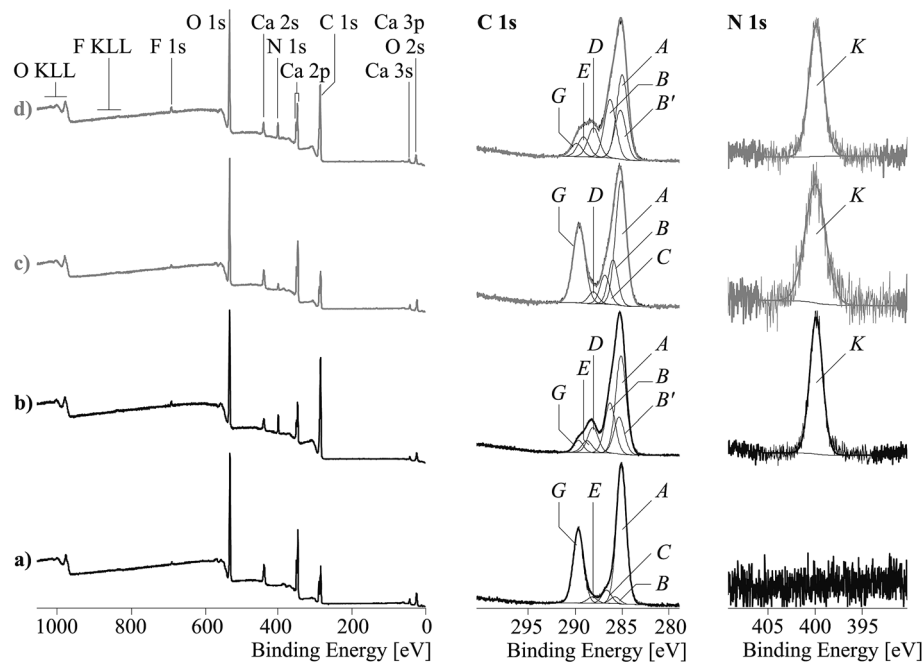 O 1s Ca 2s C 1s Ca 3p
F KLL F 1s N 1s O 2s
O KLL Ca 2p Ca 3s
d)
c)
b)
a)
1000 800 600 400 200 0
Binding Energy [eV]
C 1s
D A
E B
G B'
G D A
B
C
D A
E B
G B'
G E A
C
B
295 290 285 280
Binding Energy [eV]
N 1s
K
K
K
405 400 395
Binding Energy [eV]